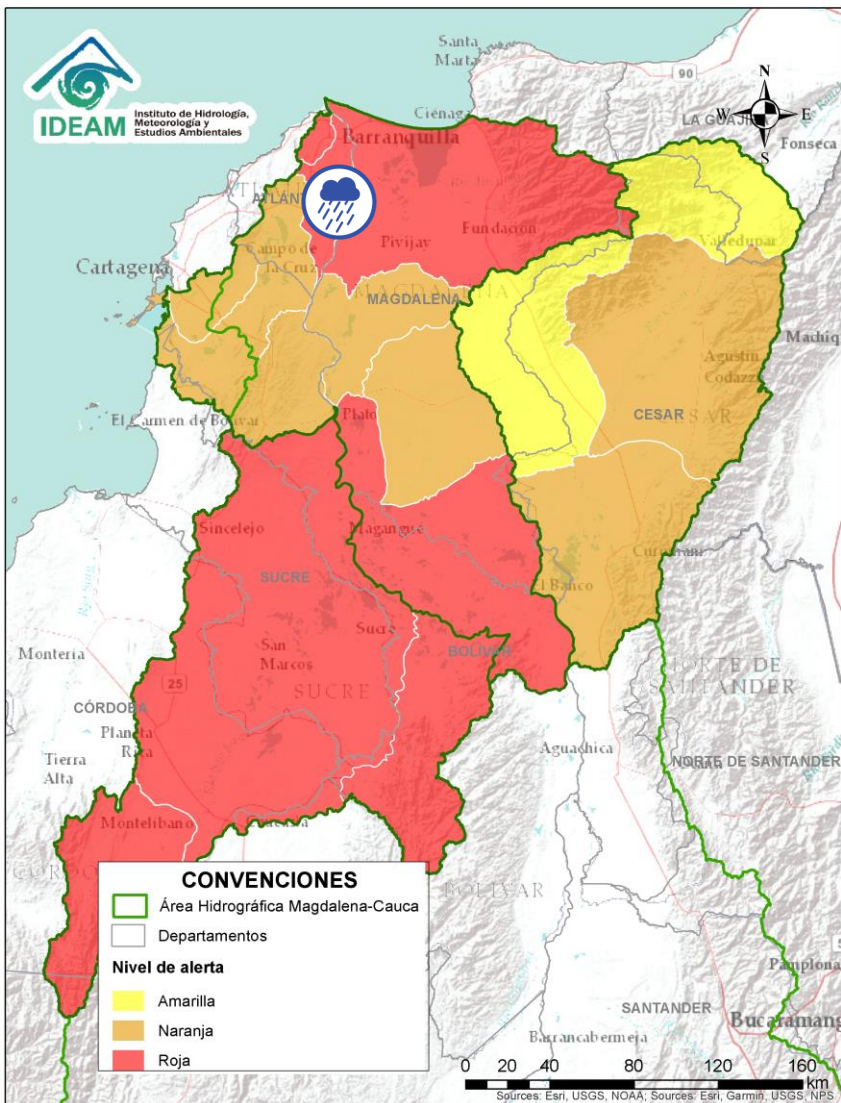 Santa
Marta
90
N
W
E
S
LA GUAJI
Fonseca
IDEAM
Instituto de Hidrología,
Meteorología y
Estudios Ambientales
Ciénaga
Barranquilla
ATLÁN
Pivijay
Fundación
Valledupar
Cartagena
Campo de
la Cruz
MAGDALENA
Machiq
Agustín
Codazzi
CESAR
Plato
El Carmen de Bolívar
Sincelejo
Magangué
SUCRE
El Banco
Sucre
San
Marcos
BOLÍVAR
SUCRE
Montería
25
CÓRDOBA
Planeta
Rica
Tierra
Alta
NORTE DE
SANTANDER
Aguachica
NORTE DE SANTANDER
Montelíbano
BOLÍVAR
CONVENCIONES
Área Hidrográfica Magdalena-Cauca
Departamentos
Nivel de alerta
Amarilla
Naranja
Roja
Pamplona
SANTANDER
Bucaramang
Barrancabermeja
0 20 40 80 120 160
km
Sources: Esri, USGS, NOAA; Sources: Esri, Garmin, USGS, NPS